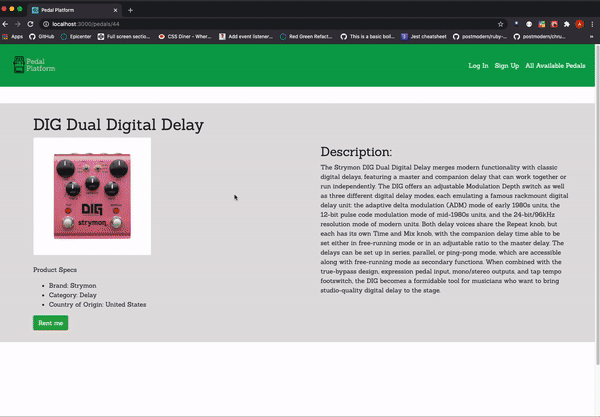 Pedal Platform
localhost:3000/pedals/44
Apps
GitHub
Epicenter
Full screen sectio...
CSS Diner - Wher...
Add event listener...
Red Green Refact...
This is a basic boil...
Jest cheatsheet
postmodern/ruby-...
postmodern/chru...
Pedal
Platform
Log In
Sign Up
All Available Pedals
DIG Dual Digital Delay
DIG
strymon
Product Specs
Brand: Strymon
Category: Delay
Country of Origin: United States
Rent me
Description:
The Strymon DIG Dual Digital Delay merges modern functionality with classic
digital delays, featuring a master and companion delay that can work together or
run independently. The DIG offers an adjustable Modulation Depth switch as well
as three different digital delay modes, each emulating a famous rackmount digital
delay unit: the adaptive delta modulation (ADM) mode of early 1980s units, the
12-bit pulse code modulation mode of mid-1980s units, and the 24-bit/96kHz
resolution mode of modern units. Both delay voices share the Repeat knob, but
each has its own Time and Mix knob, with the companion delay time able to be
set either in free-running mode or in an adjustable ratio to the master delay. The
delays can be set up in series, parallel, or ping-pong mode, which are accessible
along with free-running mode as secondary functions. When combined with the
true-bypass design, expression pedal input, mono/stereo outputs, and tap tempo
footswitch, the DIG becomes a formidable tool for musicians who want to bring
studio-quality digital delay to the stage.